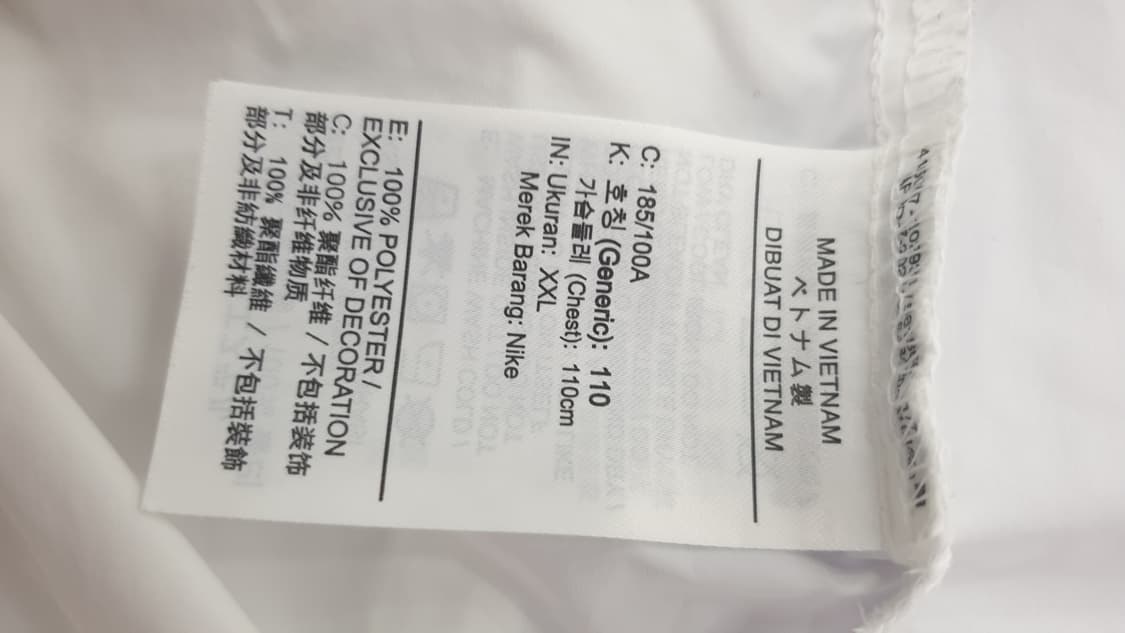 MADE IN VIETNAM
ベトナム製
DIBUAT DI VIETNAM
C: 185/100A
K: 호칭 (Generic): 110
가슴둘레 (Chest): 110cm
IN: Ukuran: XXL
Merek Barang: Nike
E: 100% POLYESTER /
EXCLUSIVE OF DECORATION
C: 100% 聚酯纤维 / 不包括装饰
部分及非纤维物质
T: 100% 聚酯纖維 / 不包括裝飾
部分及非紡織材料